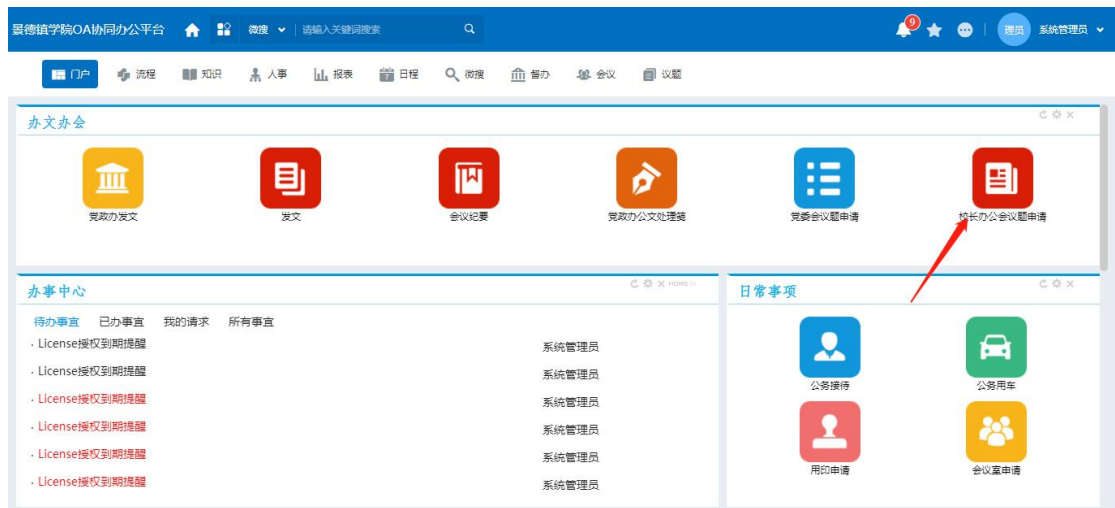 景德镇学院OA协同办公平台 微搜 请输入关键词搜索 9 理员 系统管理员
门户 流程 知识 人事 报表 日程 微搜 督办 会议 议题
办文办会
党政办发文 发文 会议纪要 党政办公文处理笺 党委会议题申请 校长办公会议题申请
办事中心 HOME>>
日常事项
待办事宜 已办事宜 我的请求 所有事宜
· License授权到期提醒 系统管理员
· License授权到期提醒 系统管理员
· License授权到期提醒 系统管理员
· License授权到期提醒 系统管理员
· License授权到期提醒 系统管理员
· License授权到期提醒 系统管理员
公务接待 公务用车
用印申请 会议室申请